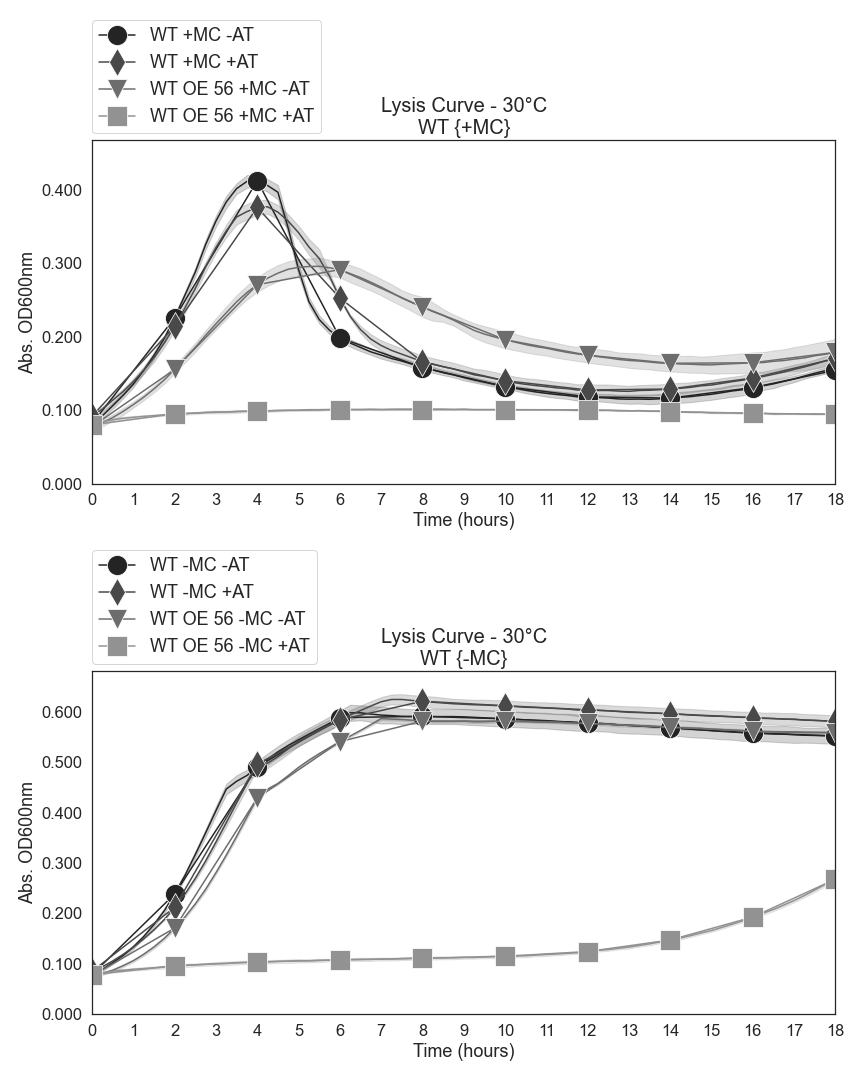 WT +MC -AT
WT +MC +AT
WT OE 56 +MC -AT
WT OE 56 +MC +AT
Lysis Curve - 30°C
WT {+MC}
Abs. OD600nm
0.400
0.300
0.200
0.100
0.000
0 1 2 3 4 5 6 7 8 9 10 11 12 13 14 15 16 17 18
Time (hours)
WT -MC -AT
WT -MC +AT
WT OE 56 -MC -AT
WT OE 56 -MC +AT
Lysis Curve - 30°C
WT {-MC}
Abs. OD600nm
0.600
0.500
0.400
0.300
0.200
0.100
0.000
0 1 2 3 4 5 6 7 8 9 10 11 12 13 14 15 16 17 18
Time (hours)